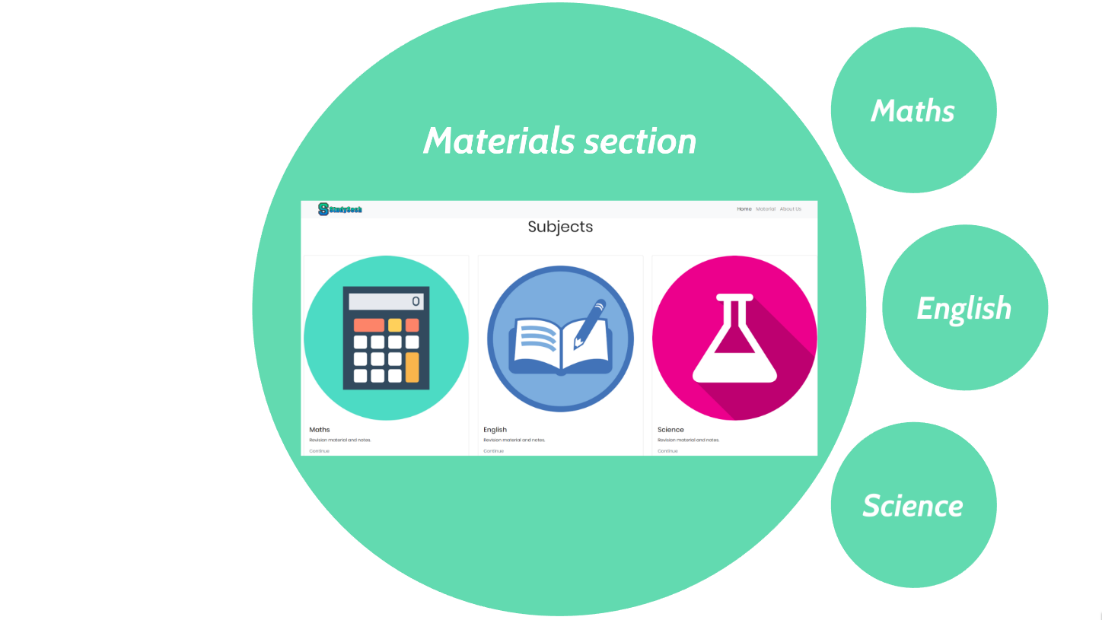 Materials section
StudyGeek
Home Material About Us
Subjects
0
Maths
Revision material and notes.
Continue
English
Revision material and notes.
Continue
Science
Revision material and notes.
Continue
Maths
English
Science